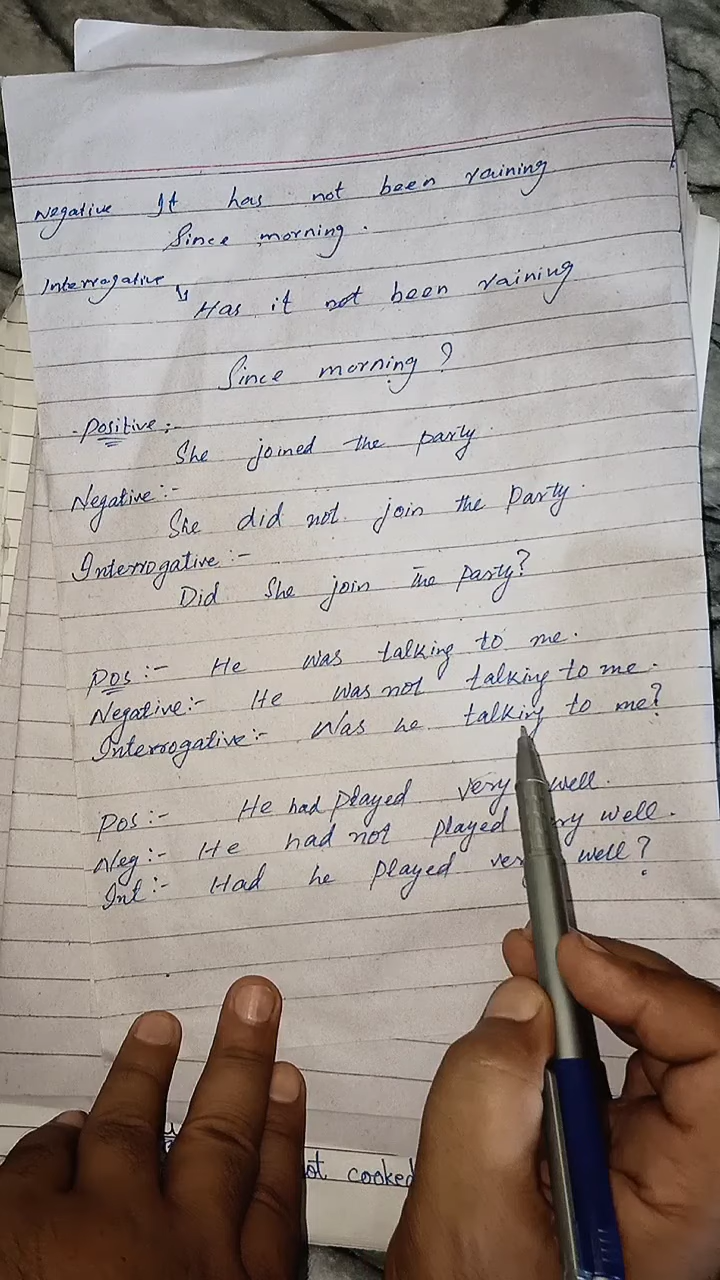 Negative It has not been raining
Since morning.
Interrogative
Has it not been raining
Since morning?
Positive:-
She joined the party.
Negative:-
She did not join the Party.
Interrogative:-
Did She join the party?
Pos:- He was talking to me.
Negative:- He was not talking to me.
Interrogative:- Was he talking to me?
Pos:- He had played very well.
Neg:- He had not played very well.
Int:- Had he played very well?
ot cooked